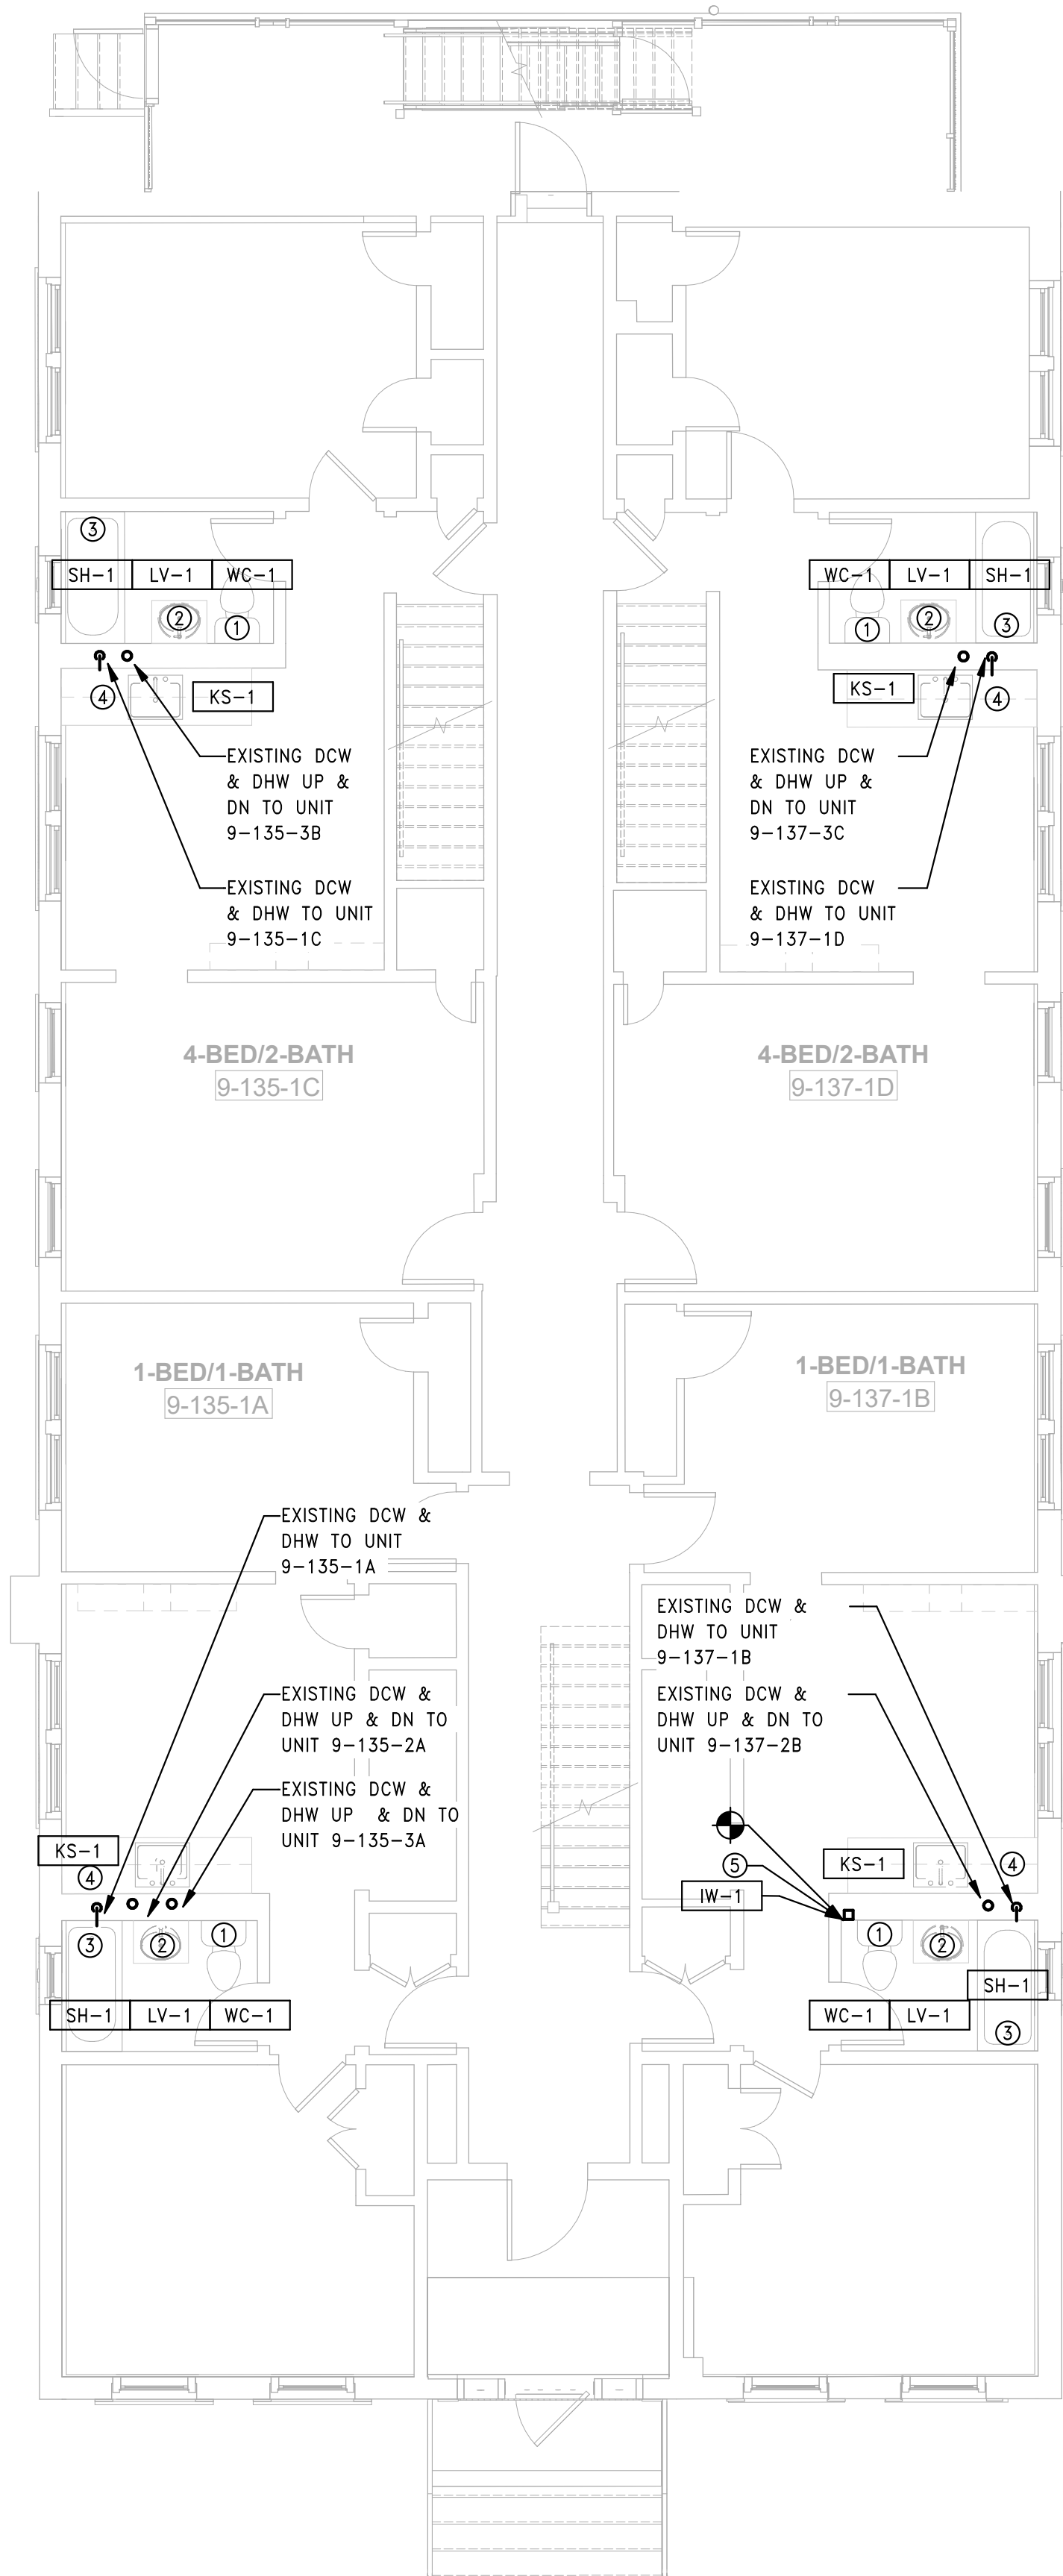 3
SH-1 LV-1 WC-1
2
1
4
KS-1
WC-1 LV-1 SH-1
1
2
3
KS-1
4
EXISTING DCW
& DHW UP &
DN TO UNIT
9-135-3B
EXISTING DCW
& DHW TO UNIT
9-135-1C
EXISTING DCW
& DHW UP &
DN TO UNIT
9-137-3C
EXISTING DCW
& DHW TO UNIT
9-137-1D
4-BED/2-BATH
9-135-1C
4-BED/2-BATH
9-137-1D
1-BED/1-BATH
9-135-1A
1-BED/1-BATH
9-137-1B
EXISTING DCW &
DHW TO UNIT
9-135-1A
EXISTING DCW &
DHW UP & DN TO
UNIT 9-135-2A
EXISTING DCW &
DHW UP & DN TO
UNIT 9-135-3A
EXISTING DCW &
DHW TO UNIT
9-137-1B
EXISTING DCW &
DHW UP & DN TO
UNIT 9-137-2B
KS-1
4
3
2
1
SH-1 LV-1 WC-1
5
IW-1
KS-1
4
1
2
SH-1
WC-1 LV-1
3